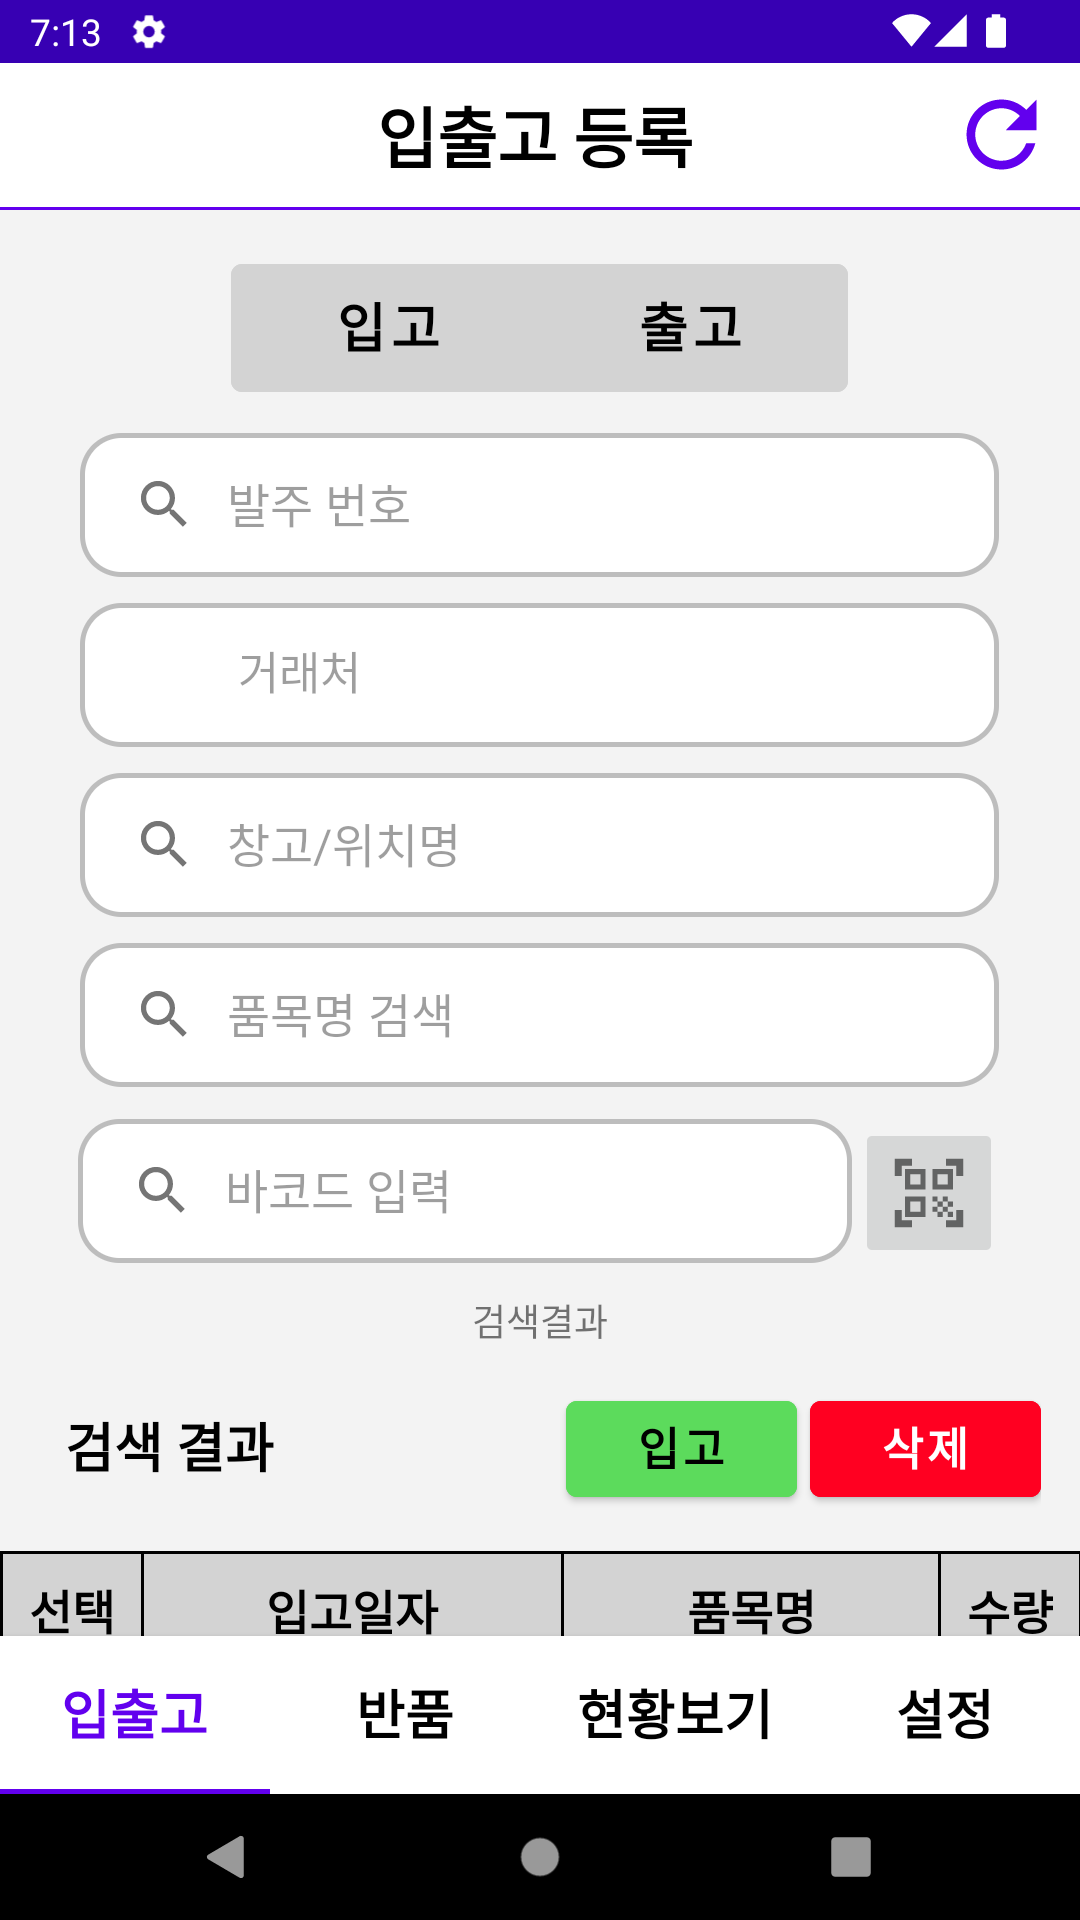 7:13
입출고 등록
입고 출고
발주 번호
거래처
창고/위치명
품목명 검색
바코드 입력
검색결과
검색 결과 입고 삭제
선택 입고일자 품목명 수량
입출고 반품 현황보기 설정